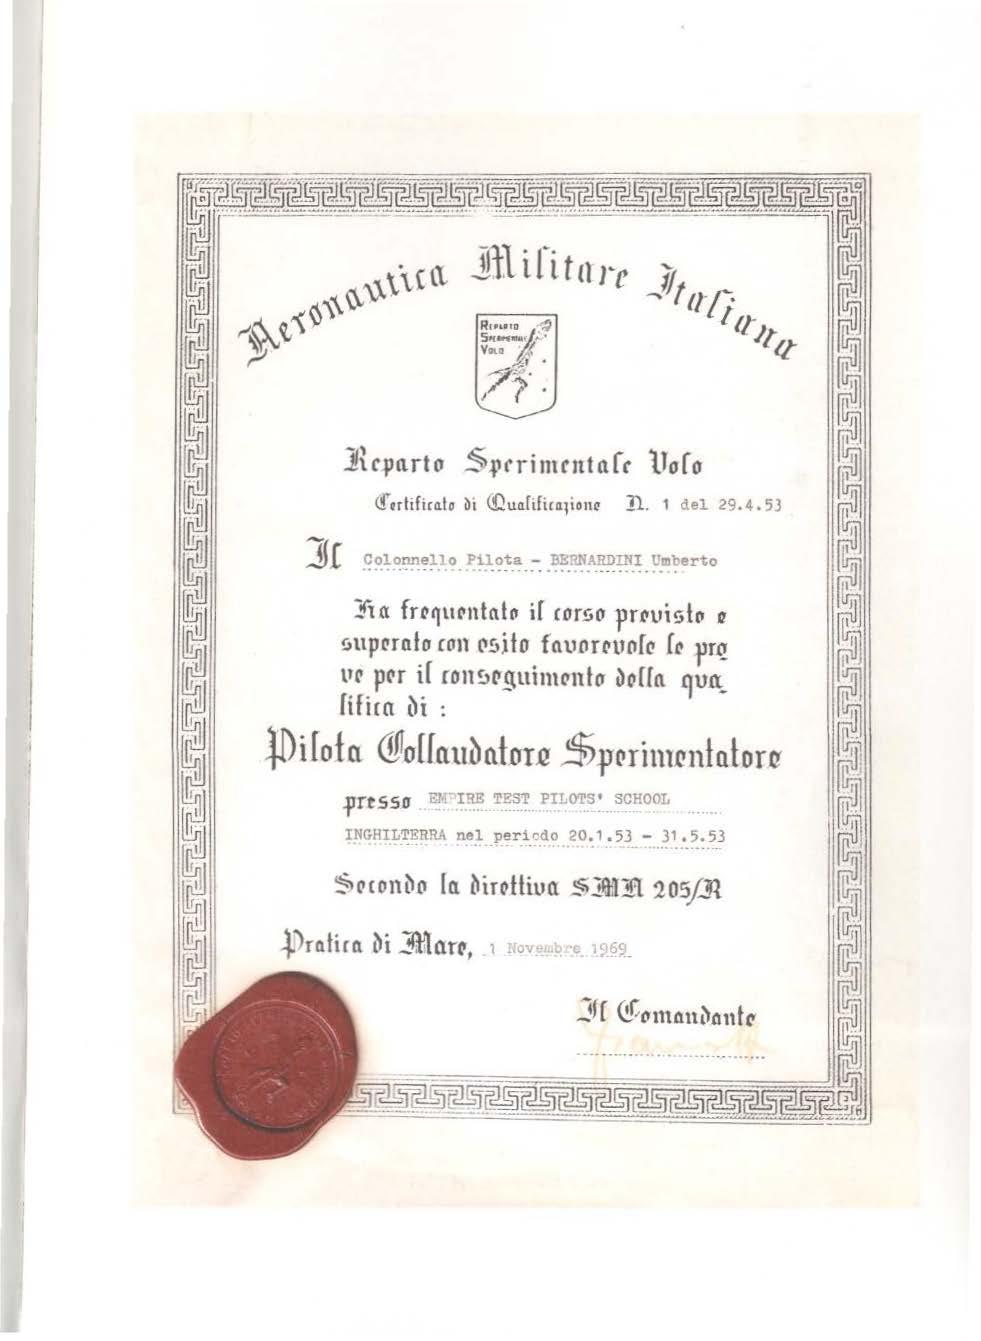 Aeronautica Militare Italiana
REPARTO
SPERIMENTALE
VOLO
Reparto Sperimentale Volo
Certificato di Qualificazione N. 1 del 29.4.53
Il Colonnello Pilota - BERNARDINI Umberto
Ha frequentato il corso previsto e
superato con esito favorevole le pro
ve per il conseguimento della qua
lifica di :
Pilota Collaudatore Sperimentatore
presso EMPIRE TEST PILOTS' SCHOOL
INGHILTERRA nel periodo 20.1.53 - 31.5.53
Secondo la direttiva SMA 205/R
Pratica di Mare, 1 Novembre 1969
Il Comandante